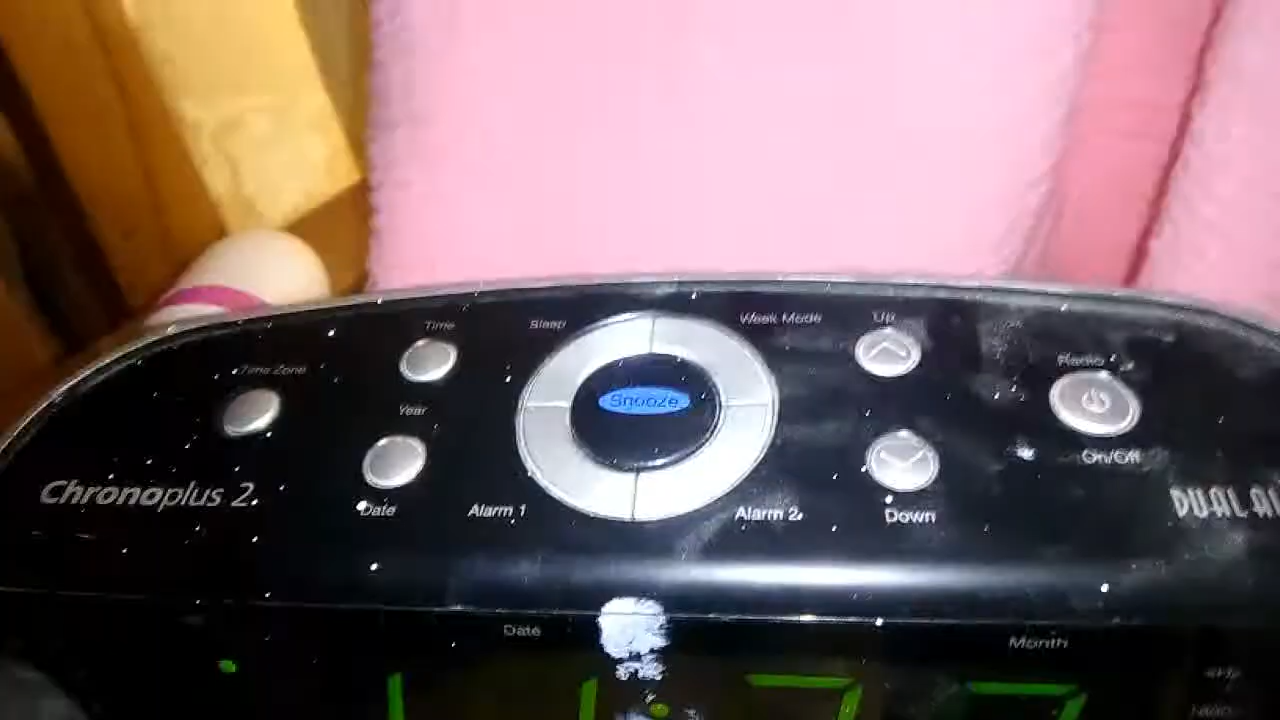 Time
Sleep
Week Mode
Up
Radio
Time Zone
Snooze
Year
On/Off
Chronoplus 2
Date
Alarm 1
Alarm 2
Down
DUAL
Date
Month